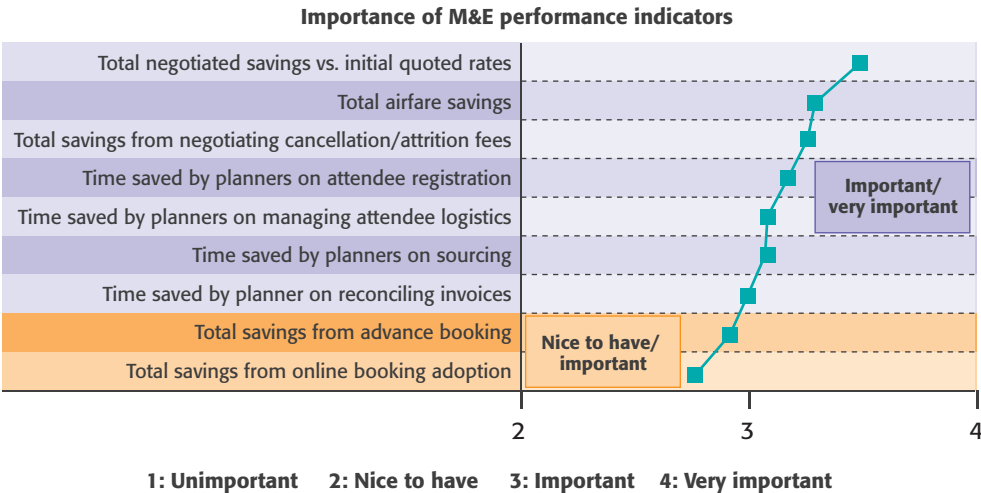 Importance of M&E performance indicators
Total negotiated savings vs. initial quoted rates
Total airfare savings
Total savings from negotiating cancellation/attrition fees
Time saved by planners on attendee registration
Time saved by planners on managing attendee logistics
Time saved by planners on sourcing
Time saved by planner on reconciling invoices
Total savings from advance booking
Total savings from online booking adoption
Important/
very important
Nice to have/
important
2 3 4
1: Unimportant 2: Nice to have 3: Important 4: Very important